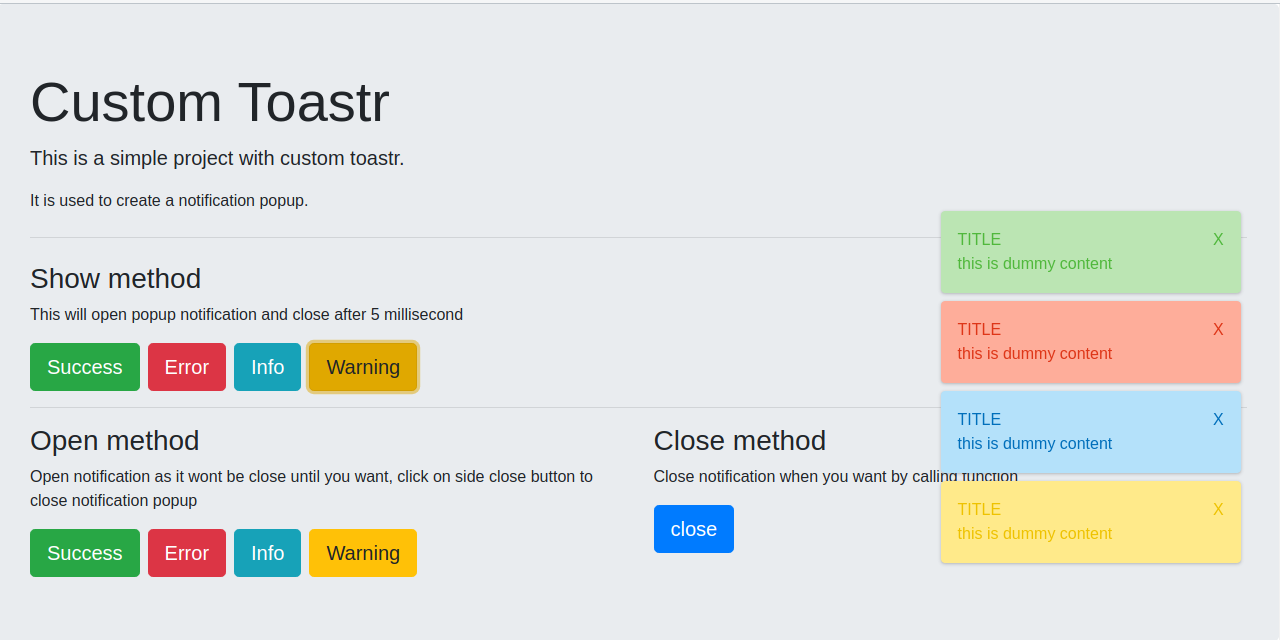 Custom Toastr
This is a simple project with custom toastr.
It is used to create a notification popup.
Show method
This will open popup notification and close after 5 millisecond
Success
Error
Info
Warning
Open method
Open notification as it wont be close until you want, click on side close button to
close notification popup
Success
Error
Info
Warning
Close method
Close notification when you want by calling function
close
TITLE
X
this is dummy content
TITLE
X
this is dummy content
TITLE
X
this is dummy content
TITLE
X
this is dummy content